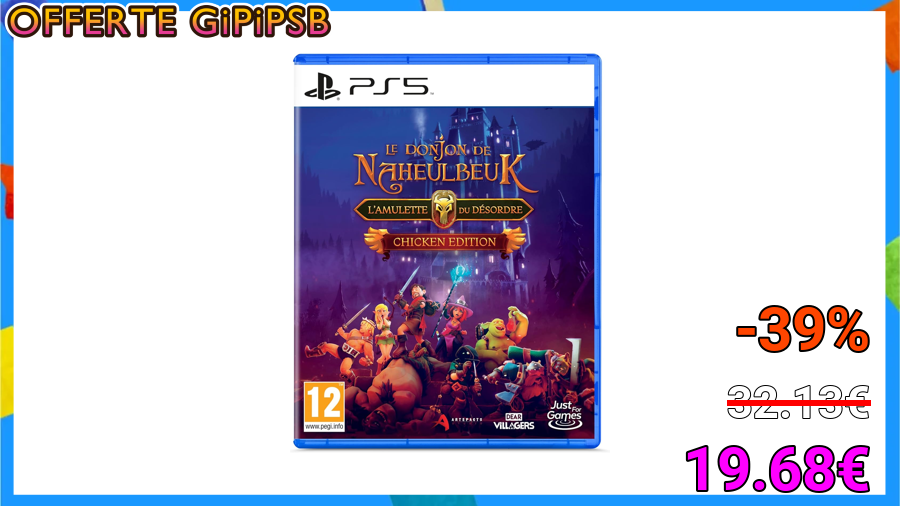 OFFERTE GiPiPSB
PS5
LE DONJON DE
NAHEULBEUK
L'AMULETTE DU DÉSORDRE
CHICKEN EDITION
12
www.pegi.info
ARTEFACTS
DEAR
VILLAGERS
Just
For
Games
-39%
32.13€
19.68€